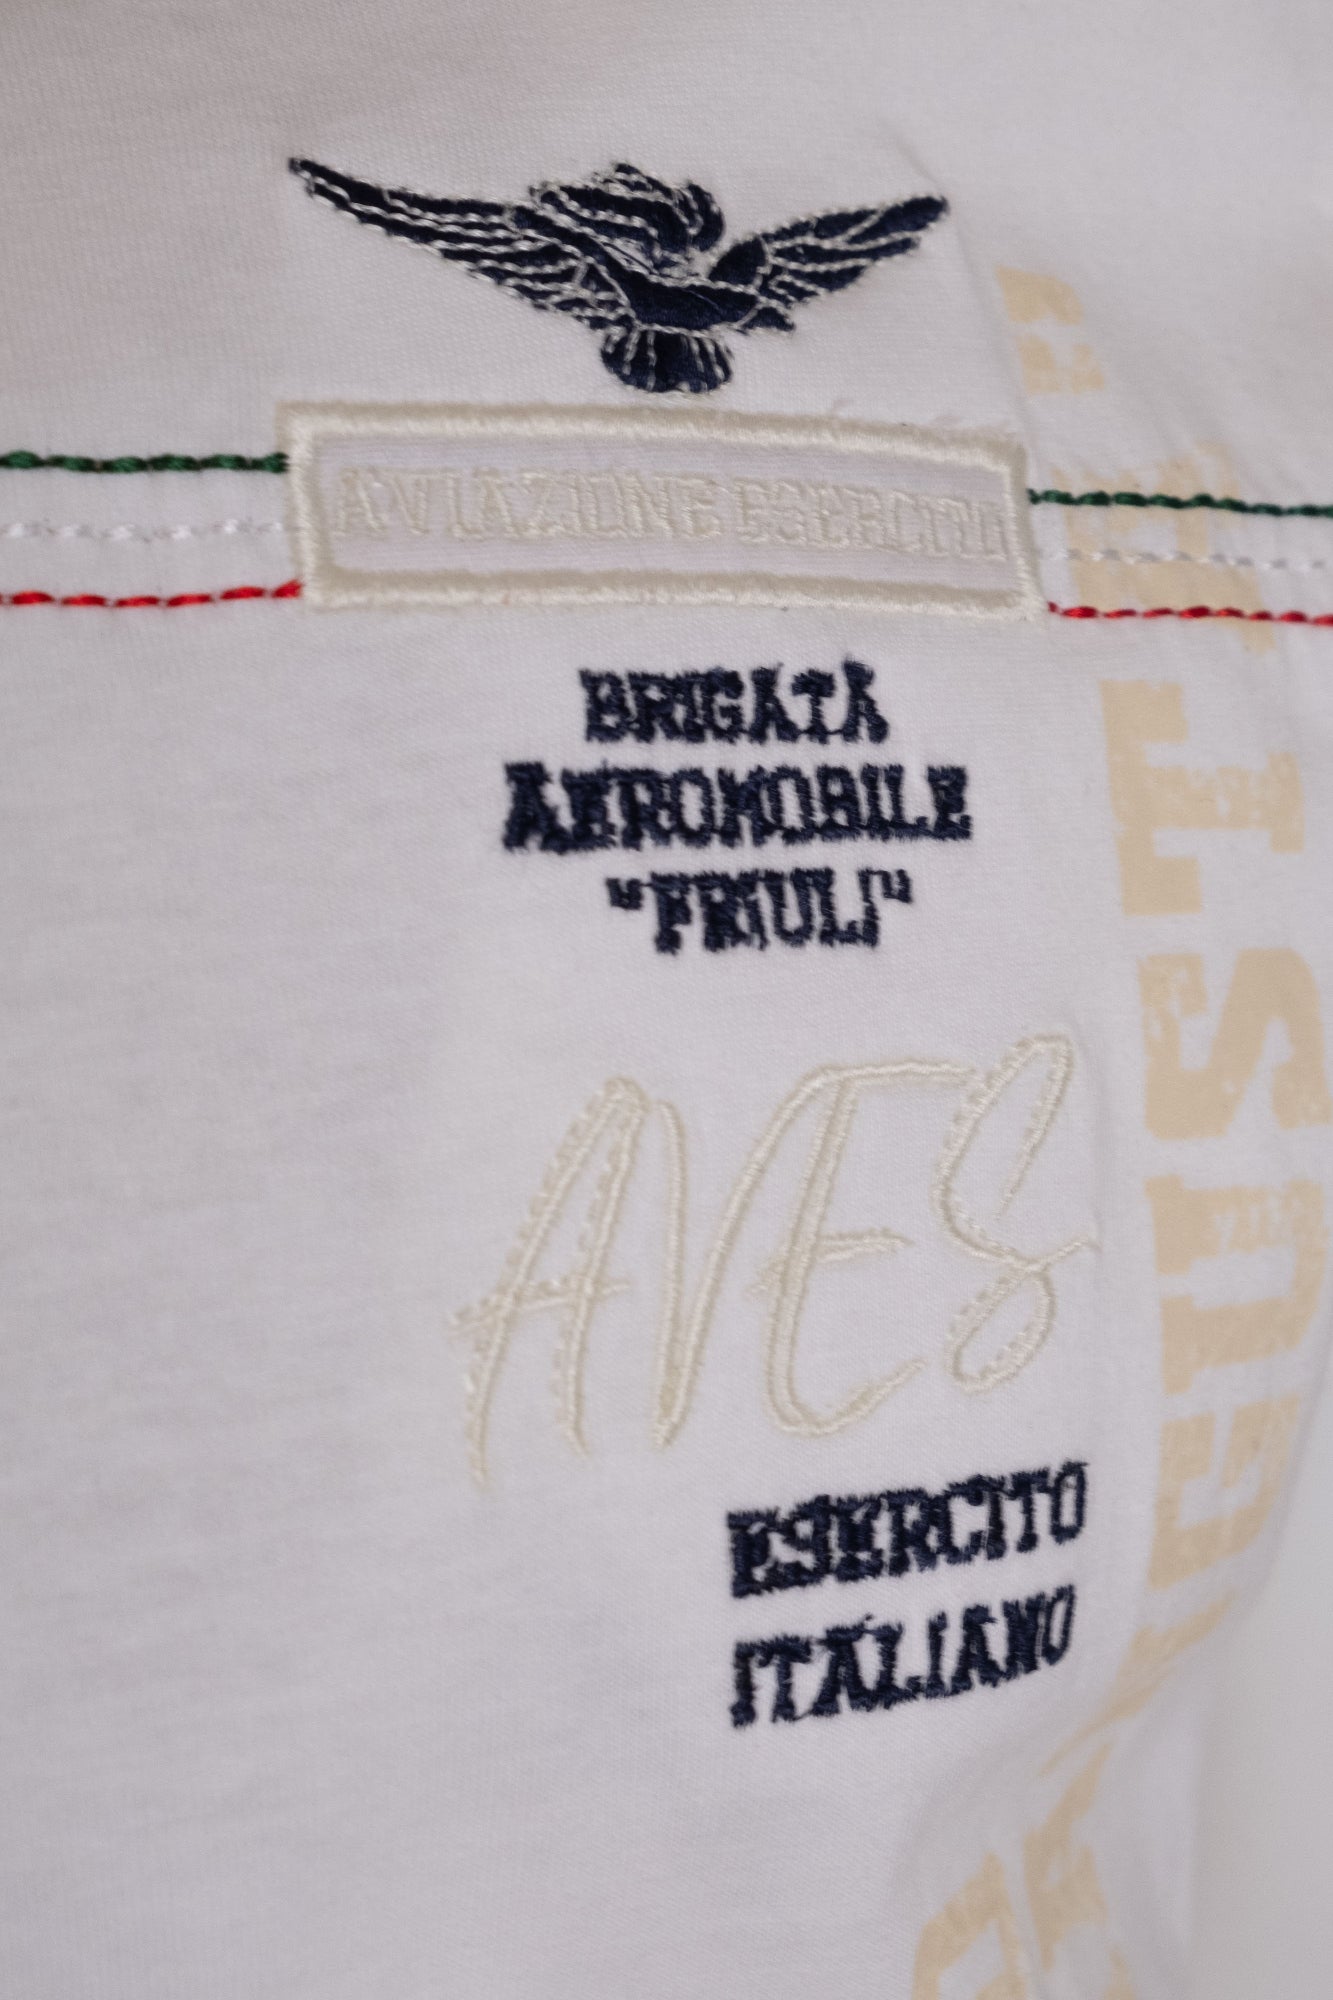 AVIAZIONE ESERCITO
BRIGATA
AEROMOBILE
"FRIULI"
AVES
ESERCITO
ITALIANO